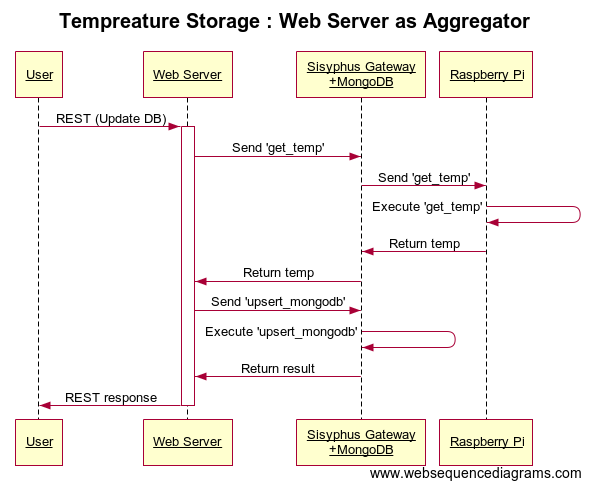 Tempreature Storage : Web Server as Aggregator
User
Web Server
Sisyphus Gateway
+MongoDB
Raspberry Pi
REST (Update DB)
Send 'get_temp'
Send 'get_temp'
Execute 'get_temp'
Return temp
Return temp
Send 'upsert_mongodb'
Execute 'upsert_mongodb'
Return result
REST response
User
Web Server
Sisyphus Gateway
+MongoDB
Raspberry Pi
www.websequencediagrams.com